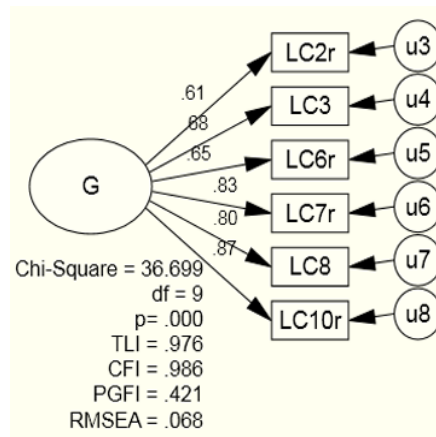 LC2r
u3
.61
LC3
u4
.68
LC6r
u5
.65
G
LC7r
u6
.83
LC8
u7
.80
LC10r
u8
.87
Chi-Square = 36.699
df = 9
p= .000
TLI = .976
CFI = .986
PGFI = .421
RMSEA = .068